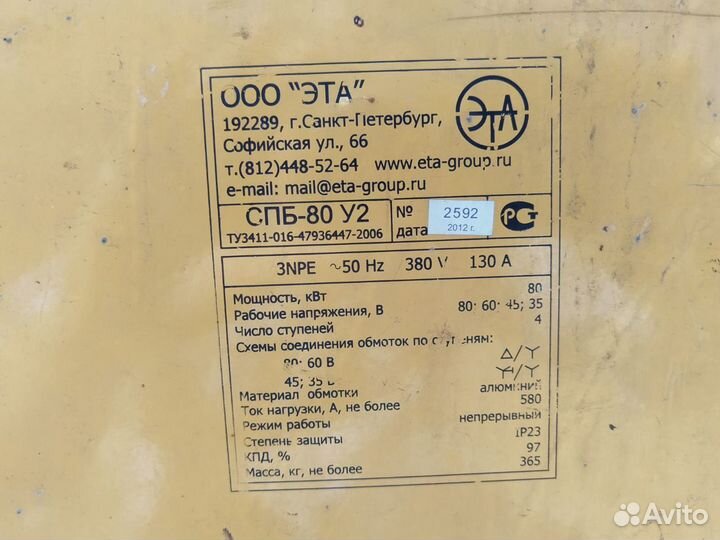 ООО "ЭТА"
ЭТА
192289, г.Санкт-Петербург,
Софийская ул., 66
т.(812)448-52-64 www.eta-group.ru
e-mail: mail@eta-group.ru
СПБ-80 У2
ТУ3411-016-47936447-2006
№ 2592
дата 2012 г.
РСТ
3NPE ~50 Hz 380 V 130 A
Мощность, кВт 80
Рабочие напряжения, В 80; 60; 45; 35
Число ступеней 4
Схемы соединения обмоток по ступеням:
80; 60 В △/Y
45; 35 В Y/Y
Материал обмотки алюминий
Ток нагрузки, А, не более 580
Режим работы непрерывный
Степень защиты IP23
КПД, % 97
Масса, кг, не более 365
Avito